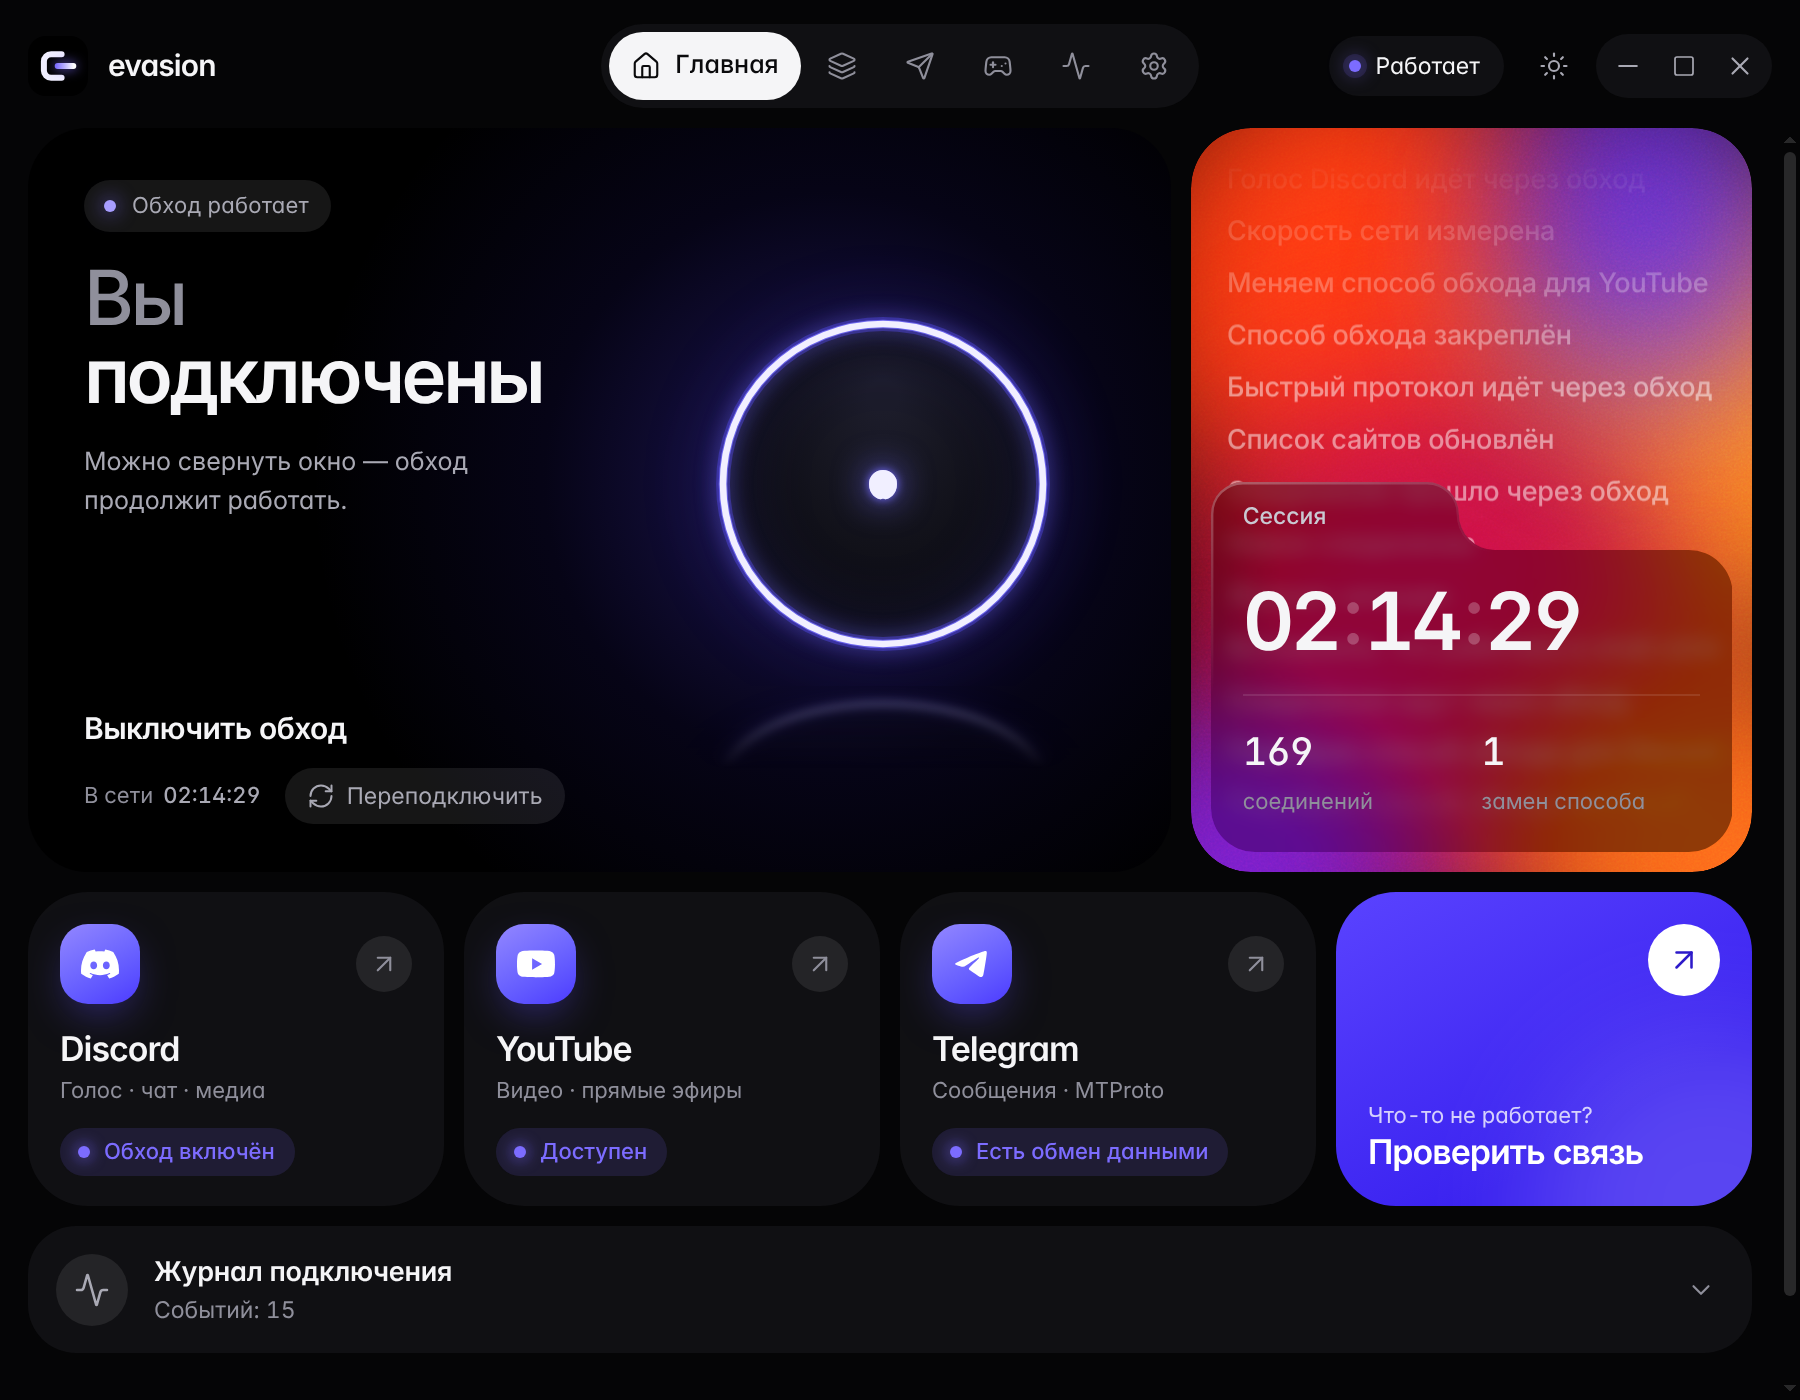 evasion
Главная
Работает
Обход работает
Вы
подключены
Можно свернуть окно — обход
продолжит работать.
Выключить обход
В сети 02:14:29
Переподключить
Голос Discord идёт через обход
Скорость сети измерена
Меняем способ обхода для YouTube
Способ обхода закреплён
Быстрый протокол идёт через обход
Список сайтов обновлён
шло через обход
Сессия
02:14:29
169
соединений
1
замен способа
Discord
Голос · чат · медиа
Обход включён
YouTube
Видео · прямые эфиры
Доступен
Telegram
Сообщения · MTProto
Есть обмен данными
Что-то не работает?
Проверить связь
Журнал подключения
Событий: 15